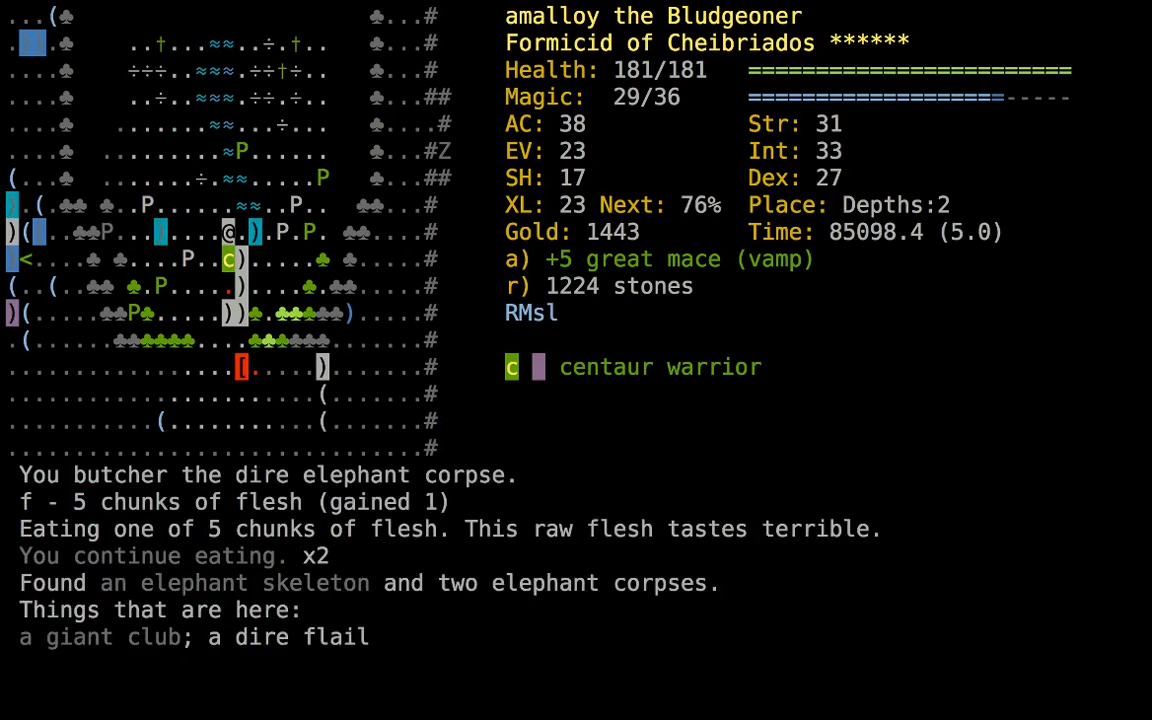 amalloy the Bludgeoner
Formicid of Cheibriados ******
Health: 181/181 ========================
Magic: 29/36 ===================-----
AC: 38 Str: 31
EV: 23 Int: 33
SH: 17 Dex: 27
XL: 23 Next: 76% Place: Depths:2
Gold: 1443 Time: 85098.4 (5.0)
a) +5 great mace (vamp)
r) 1224 stones
RMsl
c centaur warrior
You butcher the dire elephant corpse.
f - 5 chunks of flesh (gained 1)
Eating one of 5 chunks of flesh. This raw flesh tastes terrible.
You continue eating. x2
Found an elephant skeleton and two elephant corpses.
Things that are here:
a giant club; a dire flail